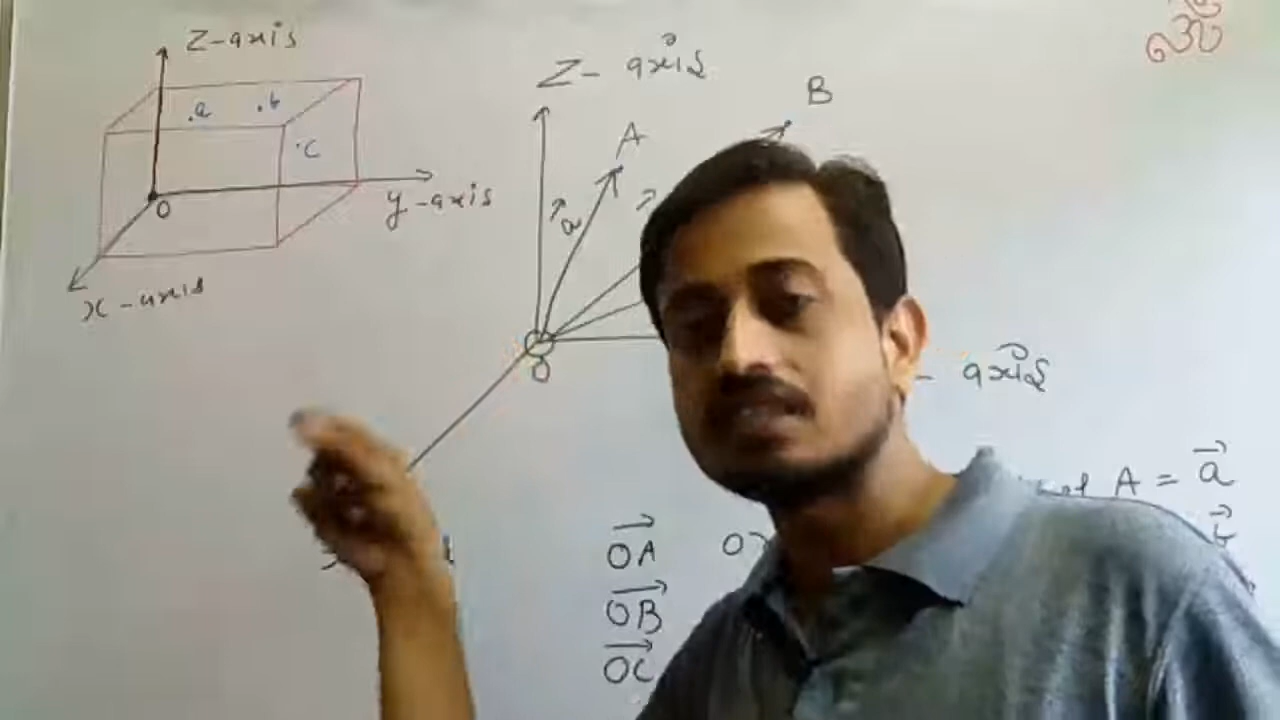 Z-axis
.a .b
.c
O
y-axis
x-axis
Z- axis
B
A
→a
O
- axis
A = →a
→OA
→OB
→OC